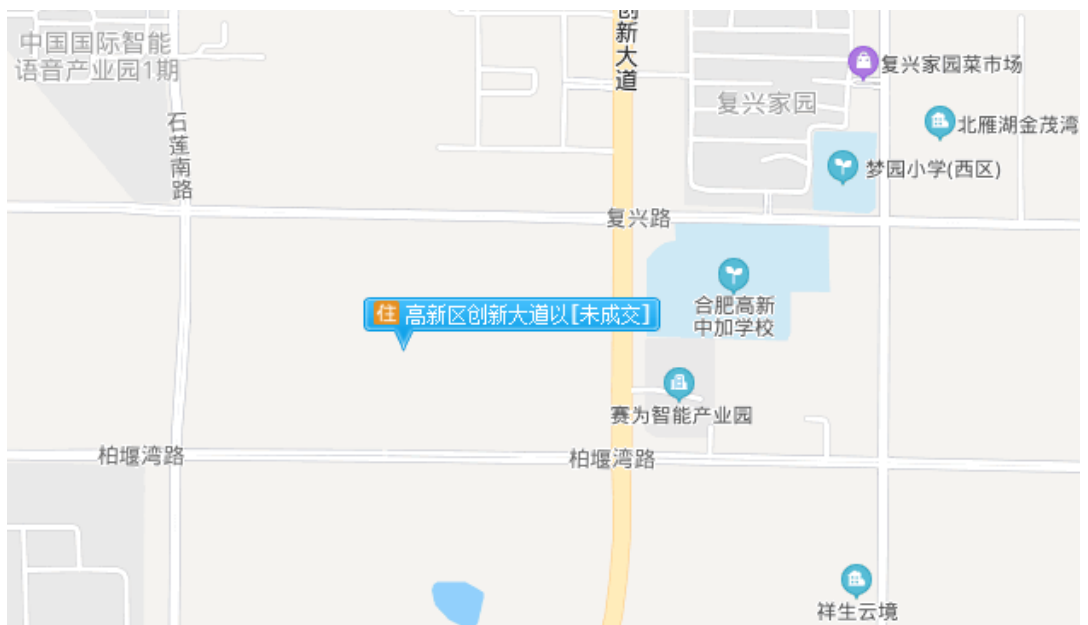 创新大道
中国国际智能
语音产业园1期
复兴家园菜市场
复兴家园
北雁湖金茂湾
石莲南路
梦园小学(西区)
复兴路
合肥高新
中加学校
住 高新区创新大道以[未成交]
赛为智能产业园
柏堰湾路
柏堰湾路
祥生云境